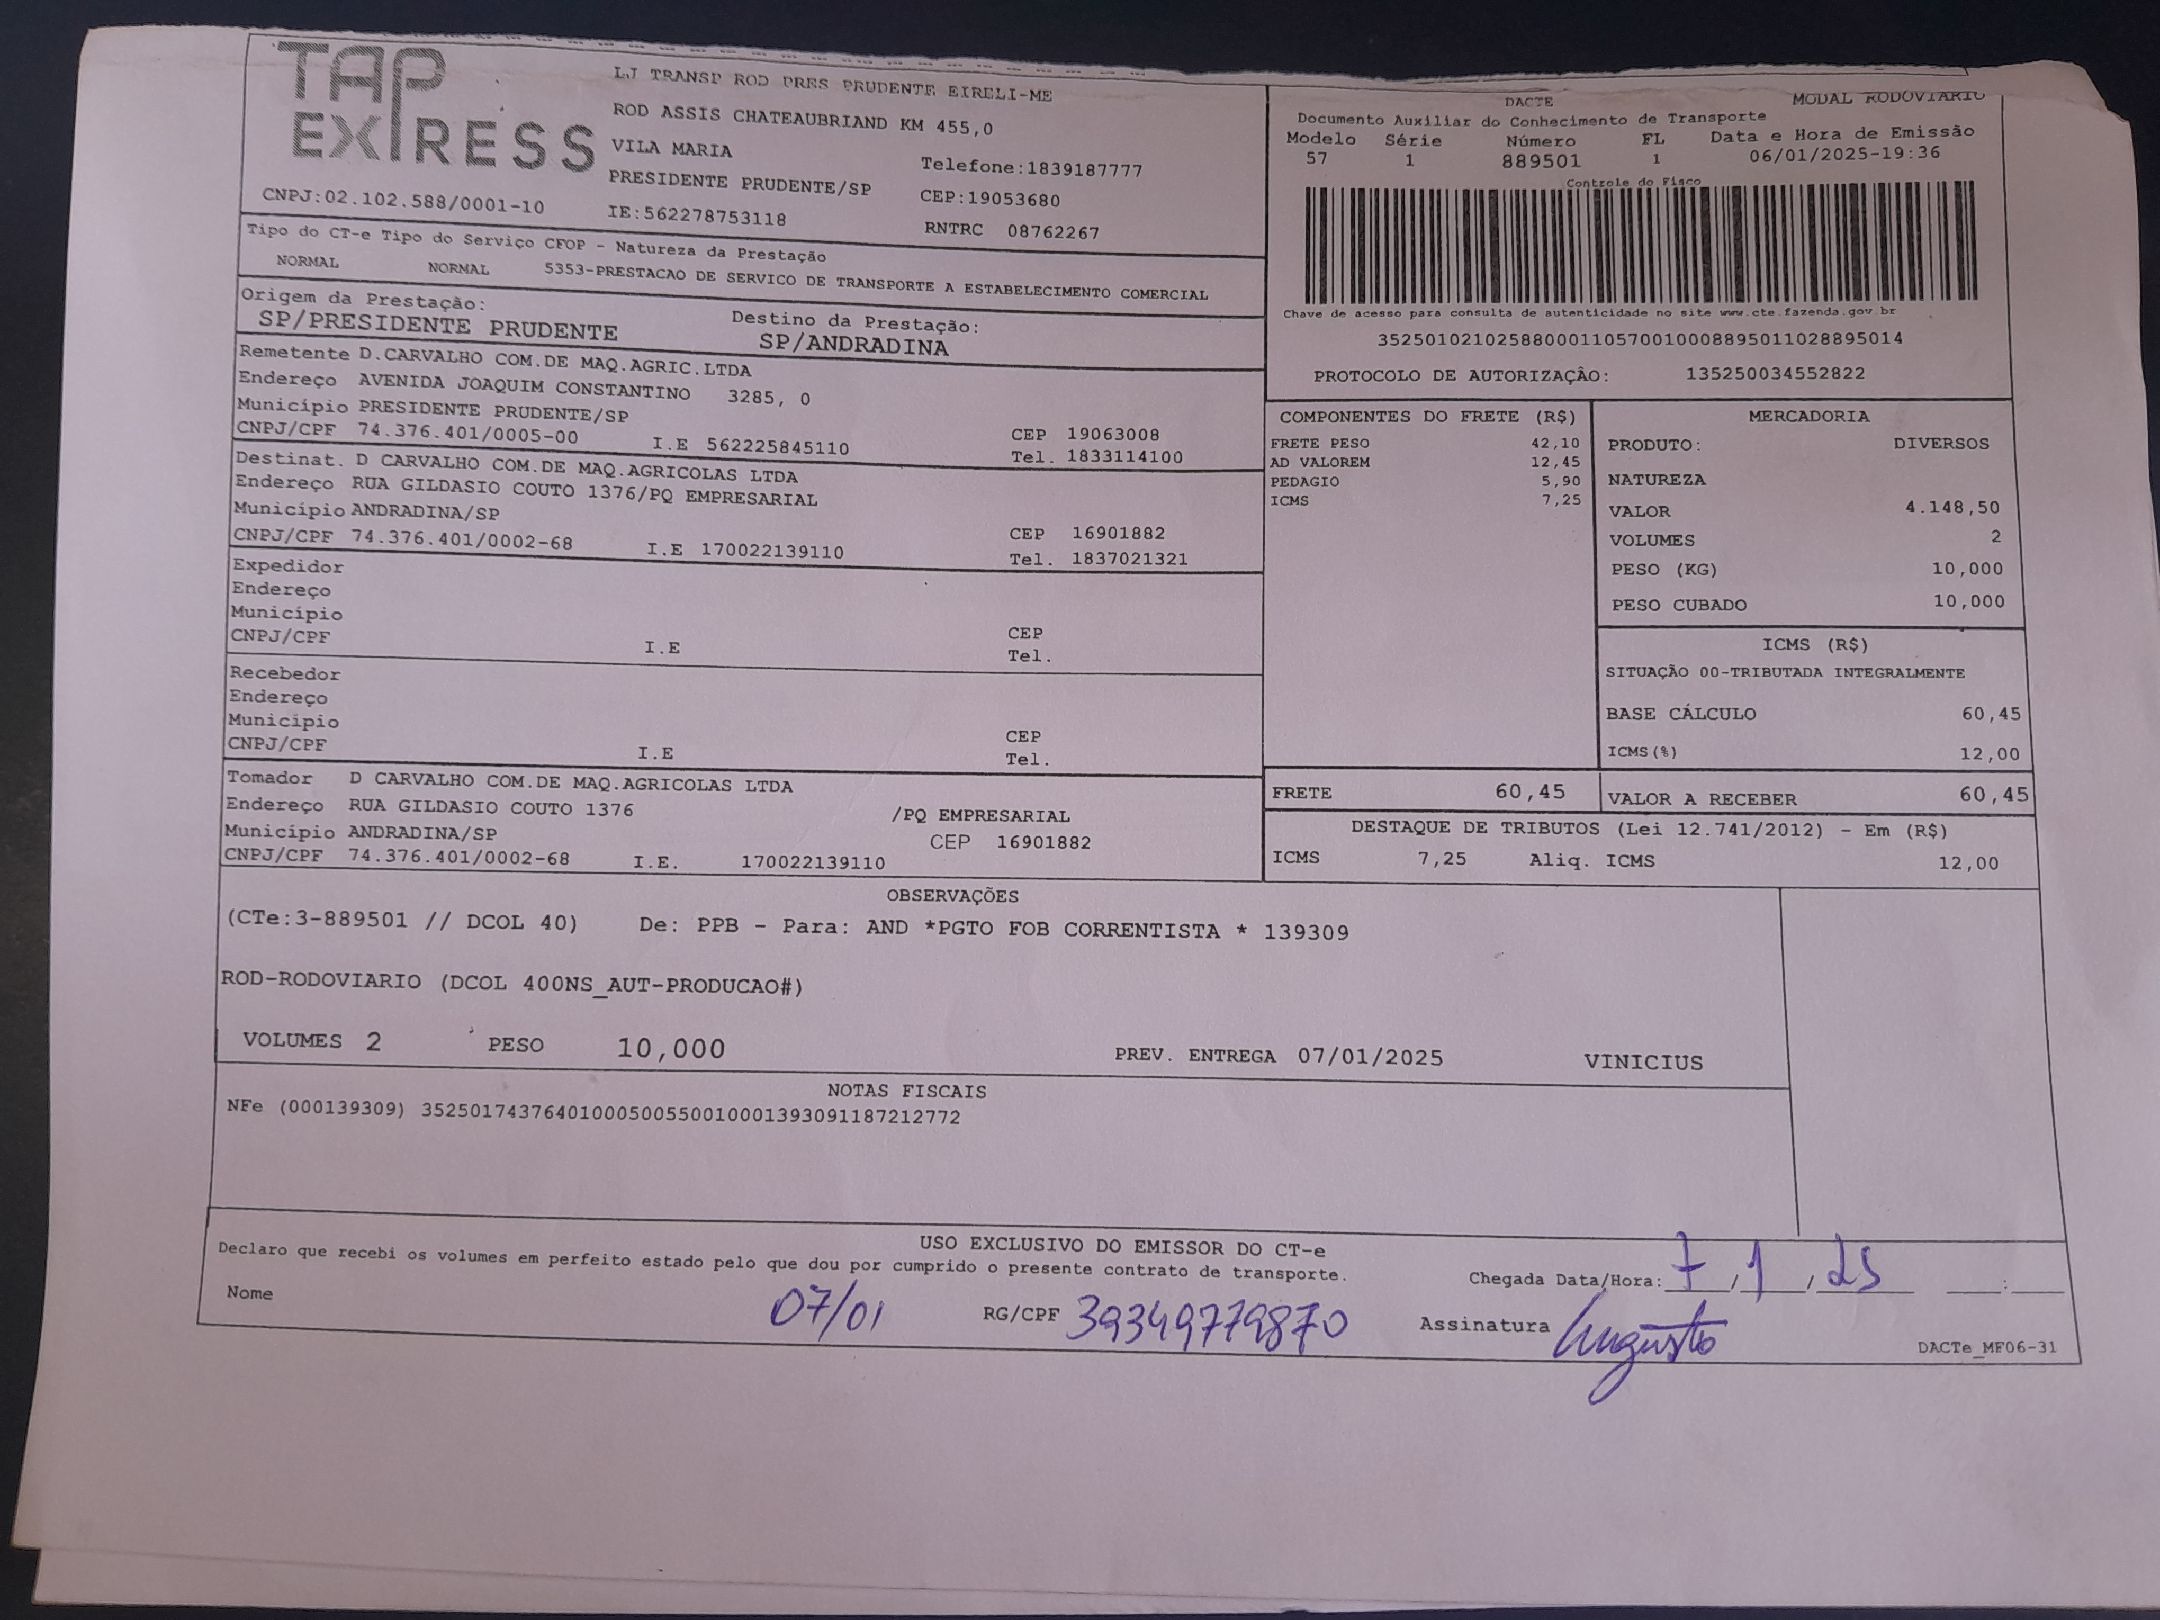 TAP
EXPRESS
CNPJ:02.102.588/0001-10
LJ TRANSP ROD PRES PRUDENTE EIRELI-ME
ROD ASSIS CHATEAUBRIAND KM 455,0
VILA MARIA
Telefone:1839187777
PRESIDENTE PRUDENTE/SP
CEP:19053680
IE:562278753118
RNTRC 08762267
DACTE MODAL RODOVIARIO
Documento Auxiliar do Conhecimento de Transporte
Modelo Série Número FL Data e Hora de Emissão
57 1 889501 1 06/01/2025-19:36
Controle do Fisco
Chave de acesso para consulta de autenticidade no site www.cte.fazenda.gov.br
35250102102588000110570010008895011028895014
PROTOCOLO DE AUTORIZAÇÃO: 135250034552822
Tipo do CT-e Tipo do Serviço CFOP - Natureza da Prestação
NORMAL NORMAL 5353-PRESTACAO DE SERVICO DE TRANSPORTE A ESTABELECIMENTO COMERCIAL
Origem da Prestação: Destino da Prestação:
SP/PRESIDENTE PRUDENTE SP/ANDRADINA
Remetente D.CARVALHO COM.DE MAQ.AGRIC.LTDA
Endereço AVENIDA JOAQUIM CONSTANTINO 3285, 0
Município PRESIDENTE PRUDENTE/SP CEP 19063008
CNPJ/CPF 74.376.401/0005-00 I.E 562225845110 Tel. 1833114100
Destinat. D CARVALHO COM.DE MAQ.AGRICOLAS LTDA
Endereço RUA GILDASIO COUTO 1376/PQ EMPRESARIAL
Município ANDRADINA/SP CEP 16901882
CNPJ/CPF 74.376.401/0002-68 I.E 170022139110 Tel. 1837021321
Expedidor
Endereço
Município CEP
CNPJ/CPF I.E Tel.
Recebedor
Endereço
Município CEP
CNPJ/CPF I.E Tel.
Tomador D CARVALHO COM.DE MAQ.AGRICOLAS LTDA
Endereço RUA GILDASIO COUTO 1376 /PQ EMPRESARIAL
Município ANDRADINA/SP CEP 16901882
CNPJ/CPF 74.376.401/0002-68 I.E. 170022139110
COMPONENTES DO FRETE (R$)
FRETE PESO 42,10
AD VALOREM 12,45
PEDAGIO 5,90
ICMS 7,25
MERCADORIA
PRODUTO: DIVERSOS
NATUREZA
VALOR 4.148,50
VOLUMES 2
PESO (KG) 10,000
PESO CUBADO 10,000
ICMS (R$)
SITUAÇÃO 00-TRIBUTADA INTEGRALMENTE
BASE CÁLCULO 60,45
ICMS(%) 12,00
FRETE 60,45 VALOR A RECEBER 60,45
DESTAQUE DE TRIBUTOS (Lei 12.741/2012) - Em (R$)
ICMS 7,25 Aliq. ICMS 12,00
OBSERVAÇÕES
(CTe:3-889501 // DCOL 40) De: PPB - Para: AND *PGTO FOB CORRENTISTA * 139309
ROD-RODOVIARIO (DCOL 400NS_AUT-PRODUCAO#)
VOLUMES 2 PESO 10,000 PREV. ENTREGA 07/01/2025 VINICIUS
NOTAS FISCAIS
NFe (000139309) 35250174376401000500550010001393091187212772
USO EXCLUSIVO DO EMISSOR DO CT-e
Declaro que recebi os volumes em perfeito estado pelo que dou por cumprido o presente contrato de transporte.
Chegada Data/Hora: 7 / 1 / 25 :
Nome 07/01 RG/CPF 39349779870 Assinatura Augusto
DACTe_MF06-31